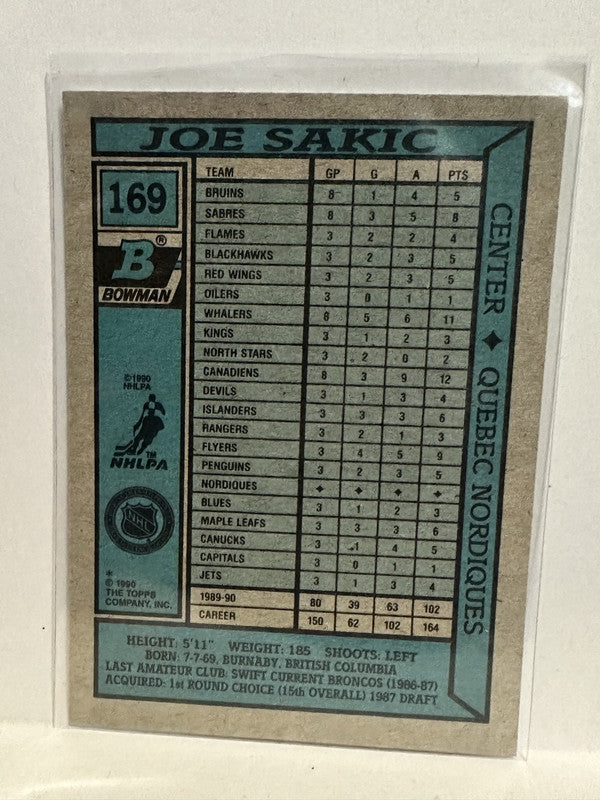 JOE SAKIC
169
B®
BOWMAN
©1990
NHLPA
NHLPA™
NHL
*
© 1990
THE TOPPS
COMPANY, INC.
TEAM GP G A PTS
BRUINS 8 1 4 5
SABRES 8 3 5 8
FLAMES 3 2 2 4
BLACKHAWKS 3 2 3 5
RED WINGS 3 2 3 5
OILERS 3 0 1 1
WHALERS 8 5 6 11
KINGS 3 1 2 3
NORTH STARS 3 2 0 2
CANADIENS 8 3 9 12
DEVILS 3 1 3 4
ISLANDERS 3 3 3 6
RANGERS 3 2 1 3
FLYERS 3 4 5 9
PENGUINS 3 2 3 5
NORDIQUES ✦ ✦ ✦ ✦
BLUES 3 1 2 3
MAPLE LEAFS 3 3 3 6
CANUCKS 3 1 4 5
CAPITALS 3 0 1 1
JETS 3 1 3 4
1989-90 80 39 63 102
CAREER 150 62 102 164
CENTER ✦ QUEBEC NORDIQUES
HEIGHT: 5'11" WEIGHT: 185 SHOOTS: LEFT
BORN: 7-7-69, BURNABY, BRITISH COLUMBIA
LAST AMATEUR CLUB: SWIFT CURRENT BRONCOS (1986-87)
ACQUIRED: 1st ROUND CHOICE (15th OVERALL) 1987 DRAFT